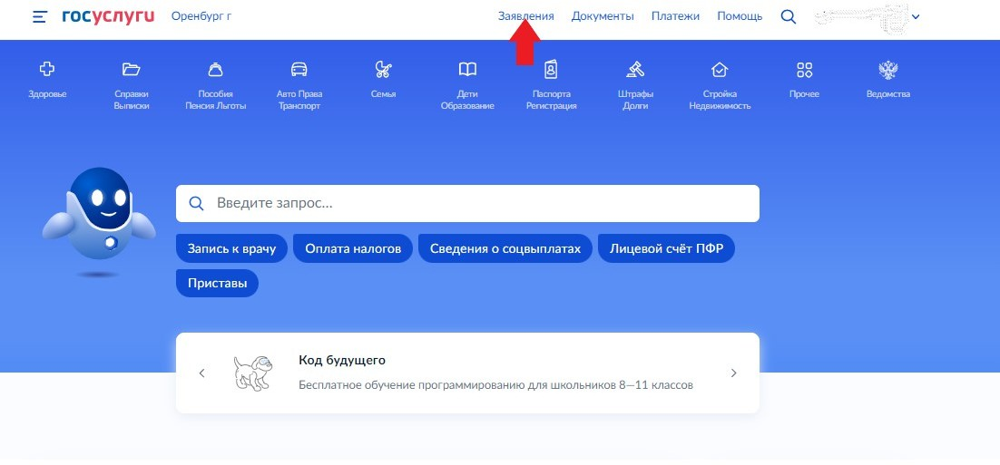 госуслуги Оренбург г Заявления Документы Платежи Помощь
Здоровье
Справки
Выписки
Пособия
Пенсия Льготы
Авто Права
Транспорт
Семья
Дети
Образование
Паспорта
Регистрация
Штрафы
Долги
Стройка
Недвижимость
Прочее
Ведомства
Введите запрос...
Запись к врачу Оплата налогов Сведения о соцвыплатах Лицевой счёт ПФР
Приставы
Код будущего
Бесплатное обучение программированию для школьников 8—11 классов